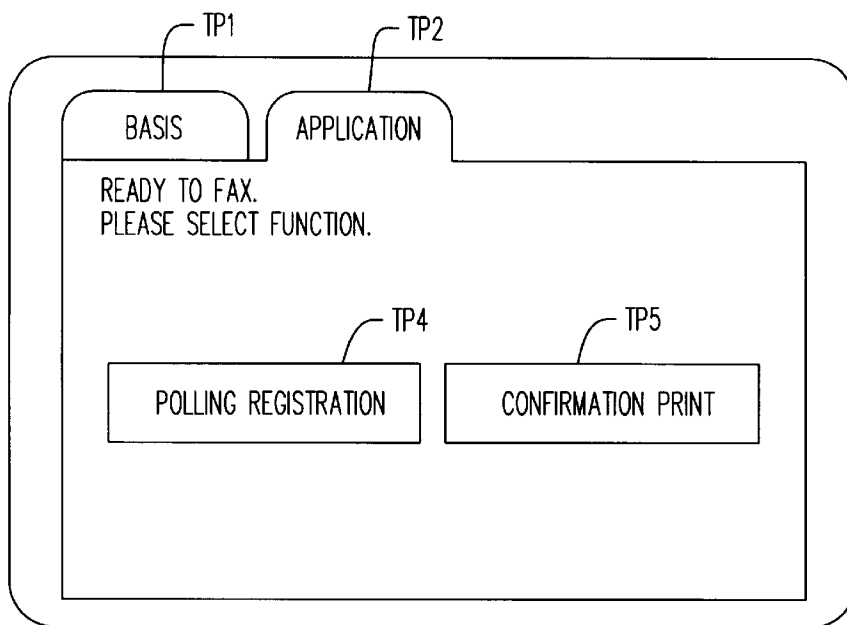 TP1
TP2
BASIS
APPLICATION
READY TO FAX.
PLEASE SELECT FUNCTION.
TP4
TP5
POLLING REGISTRATION
CONFIRMATION PRINT